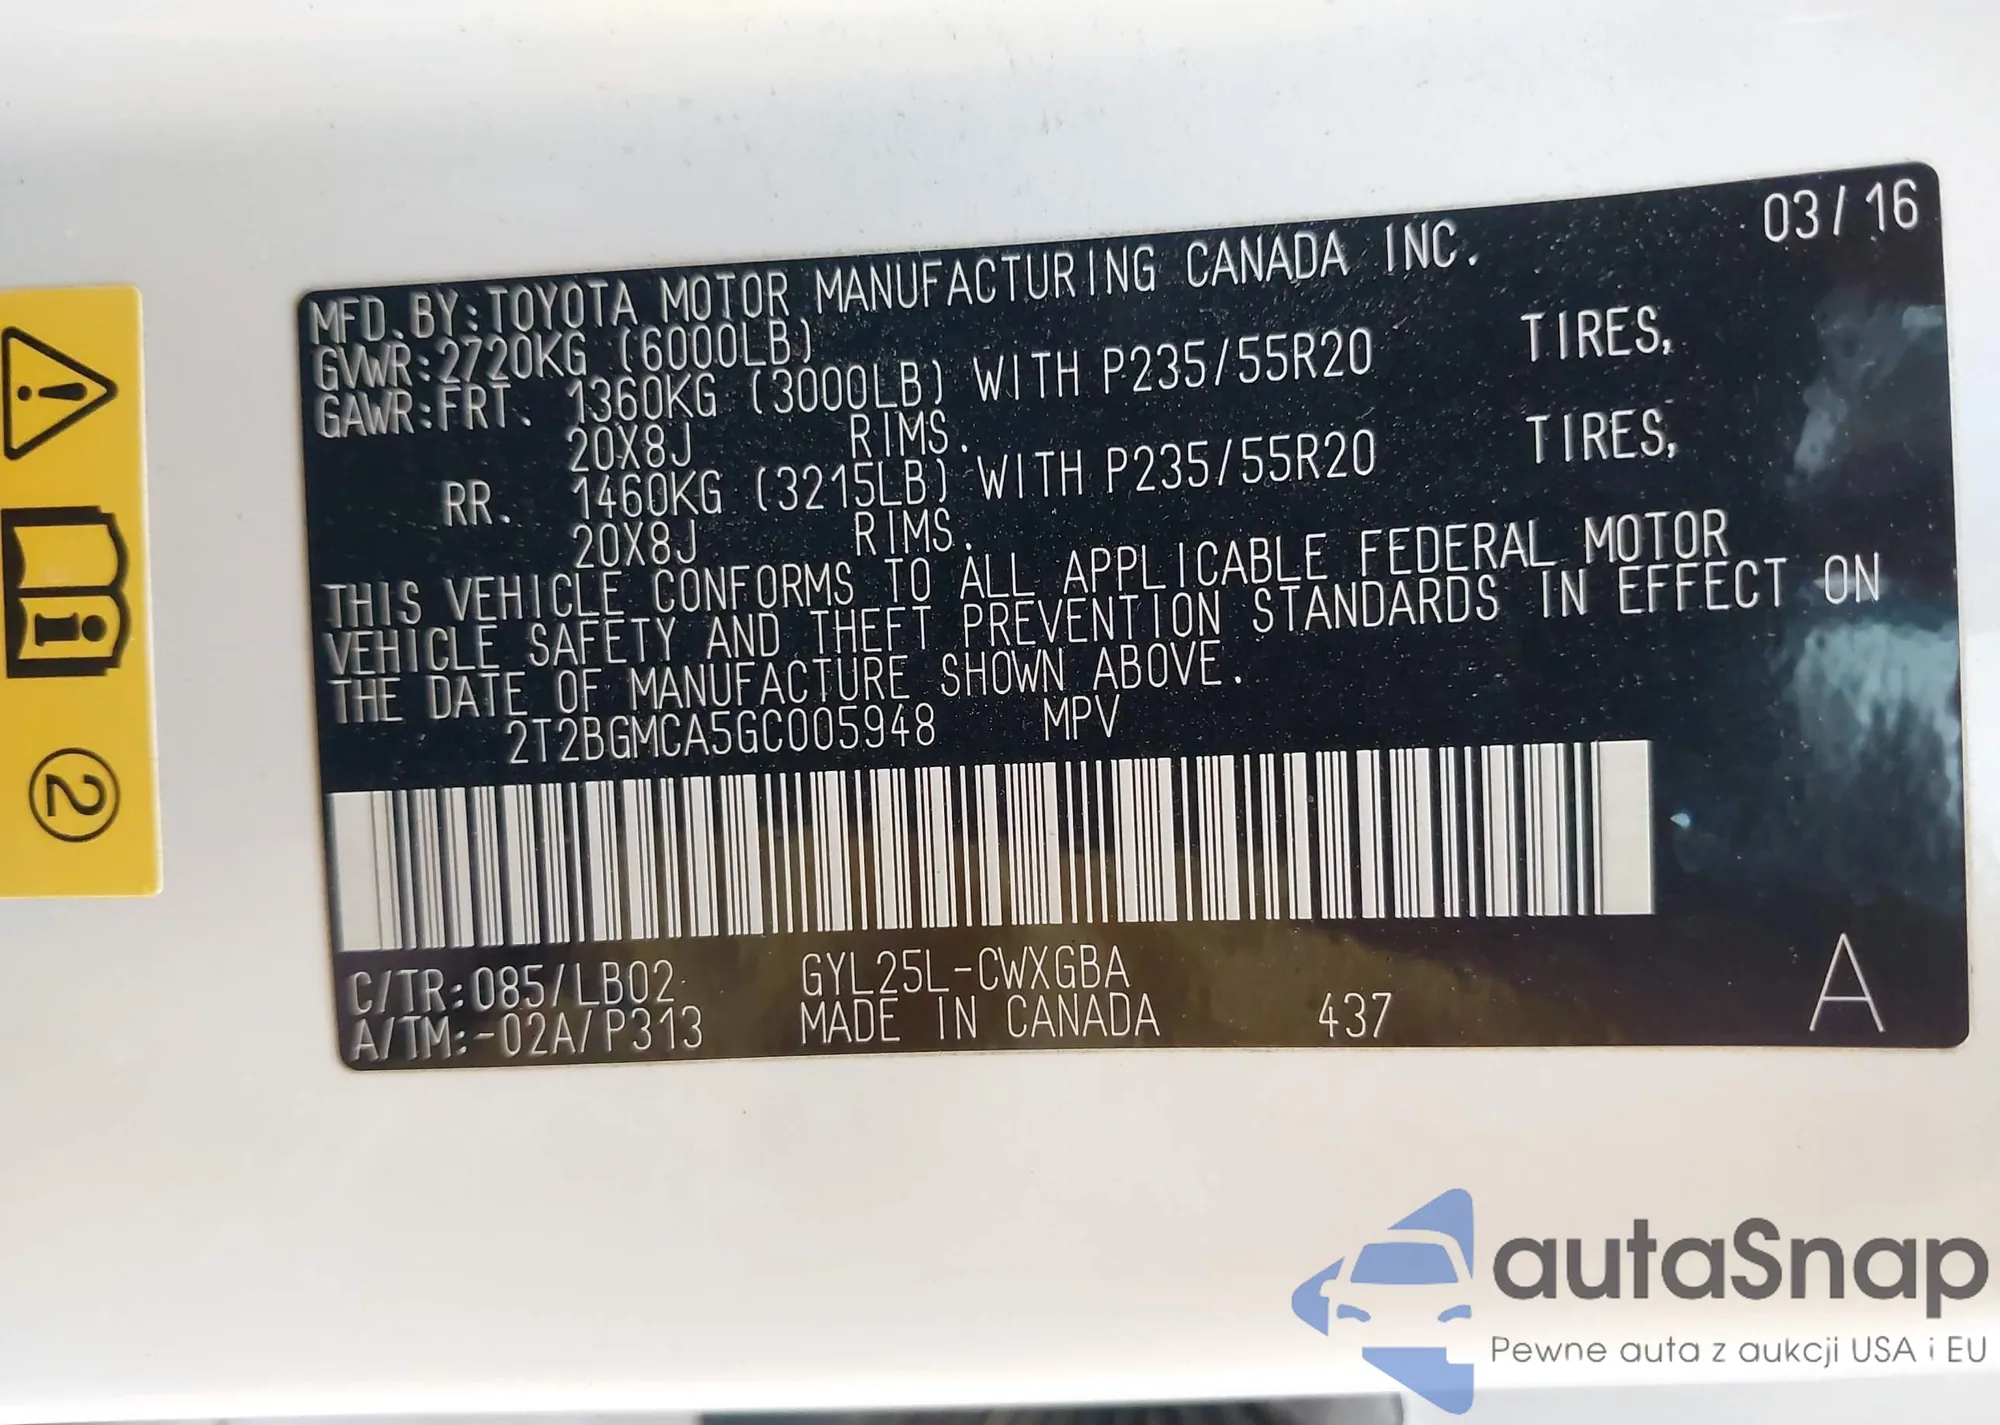 03/16
MFD. BY:TOYOTA MOTOR MANUFACTURING CANADA INC.
GVWR:2720KG (6000LB)
GAWR:FRT. 1360KG (3000LB) WITH P235/55R20 TIRES,
20X8J RIMS.
RR. 1460KG (3215LB) WITH P235/55R20 TIRES,
20X8J RIMS.
THIS VEHICLE CONFORMS TO ALL APPLICABLE FEDERAL MOTOR
VEHICLE SAFETY AND THEFT PREVENTION STANDARDS IN EFFECT ON
THE DATE OF MANUFACTURE SHOWN ABOVE.
2T2BGMCA5GC005948 MPV
C/TR:085/LB02 GYL25L-CWXGBA
A/TM:-02A/P313 MADE IN CANADA 437 A
2
autaSnap
Pewne auta z aukcji USA i EU